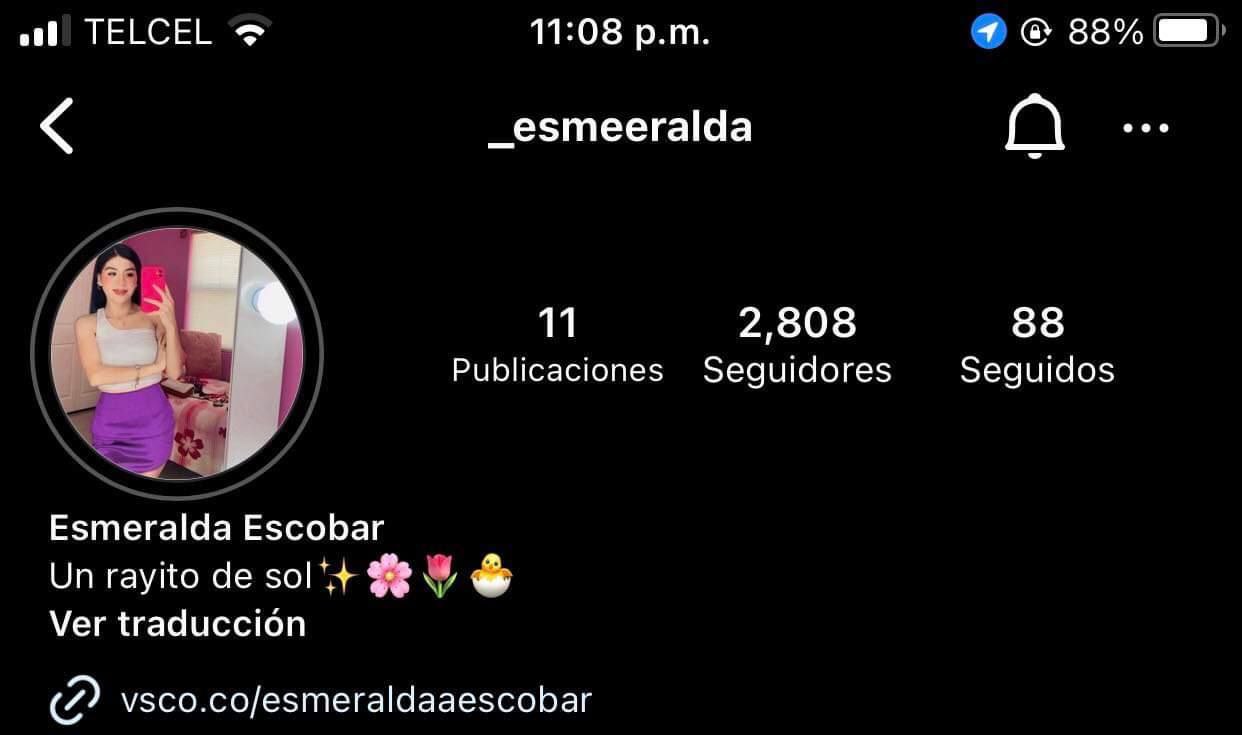 TELCEL 11:08 p.m. 88%
_esmeeralda
11 2,808 88
Publicaciones Seguidores Seguidos
Esmeralda Escobar
Un rayito de sol✨🌸🌷🐣
Ver traducción
vsco.co/esmeraldaaescobar